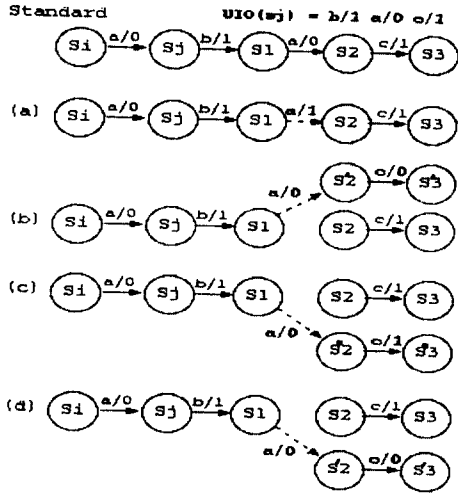 Standard UIO(sj) = b/1 a/0 c/1
Si a/0 Sj b/1 S1 a/0 S2 c/1 S3
(a) Si a/0 Sj b/1 S1 a/1 S2 c/1 S3
a/0 S2 c/0 S3
(b) Si a/0 Sj b/1 S1 S2 c/1 S3
(c) Si a/0 Sj b/1 S1 S2 c/1 S3
a/0 S2 c/1 S3
(d) Si a/0 Sj b/1 S1 S2 c/1 S3
a/0 S'2 c/0 S'3